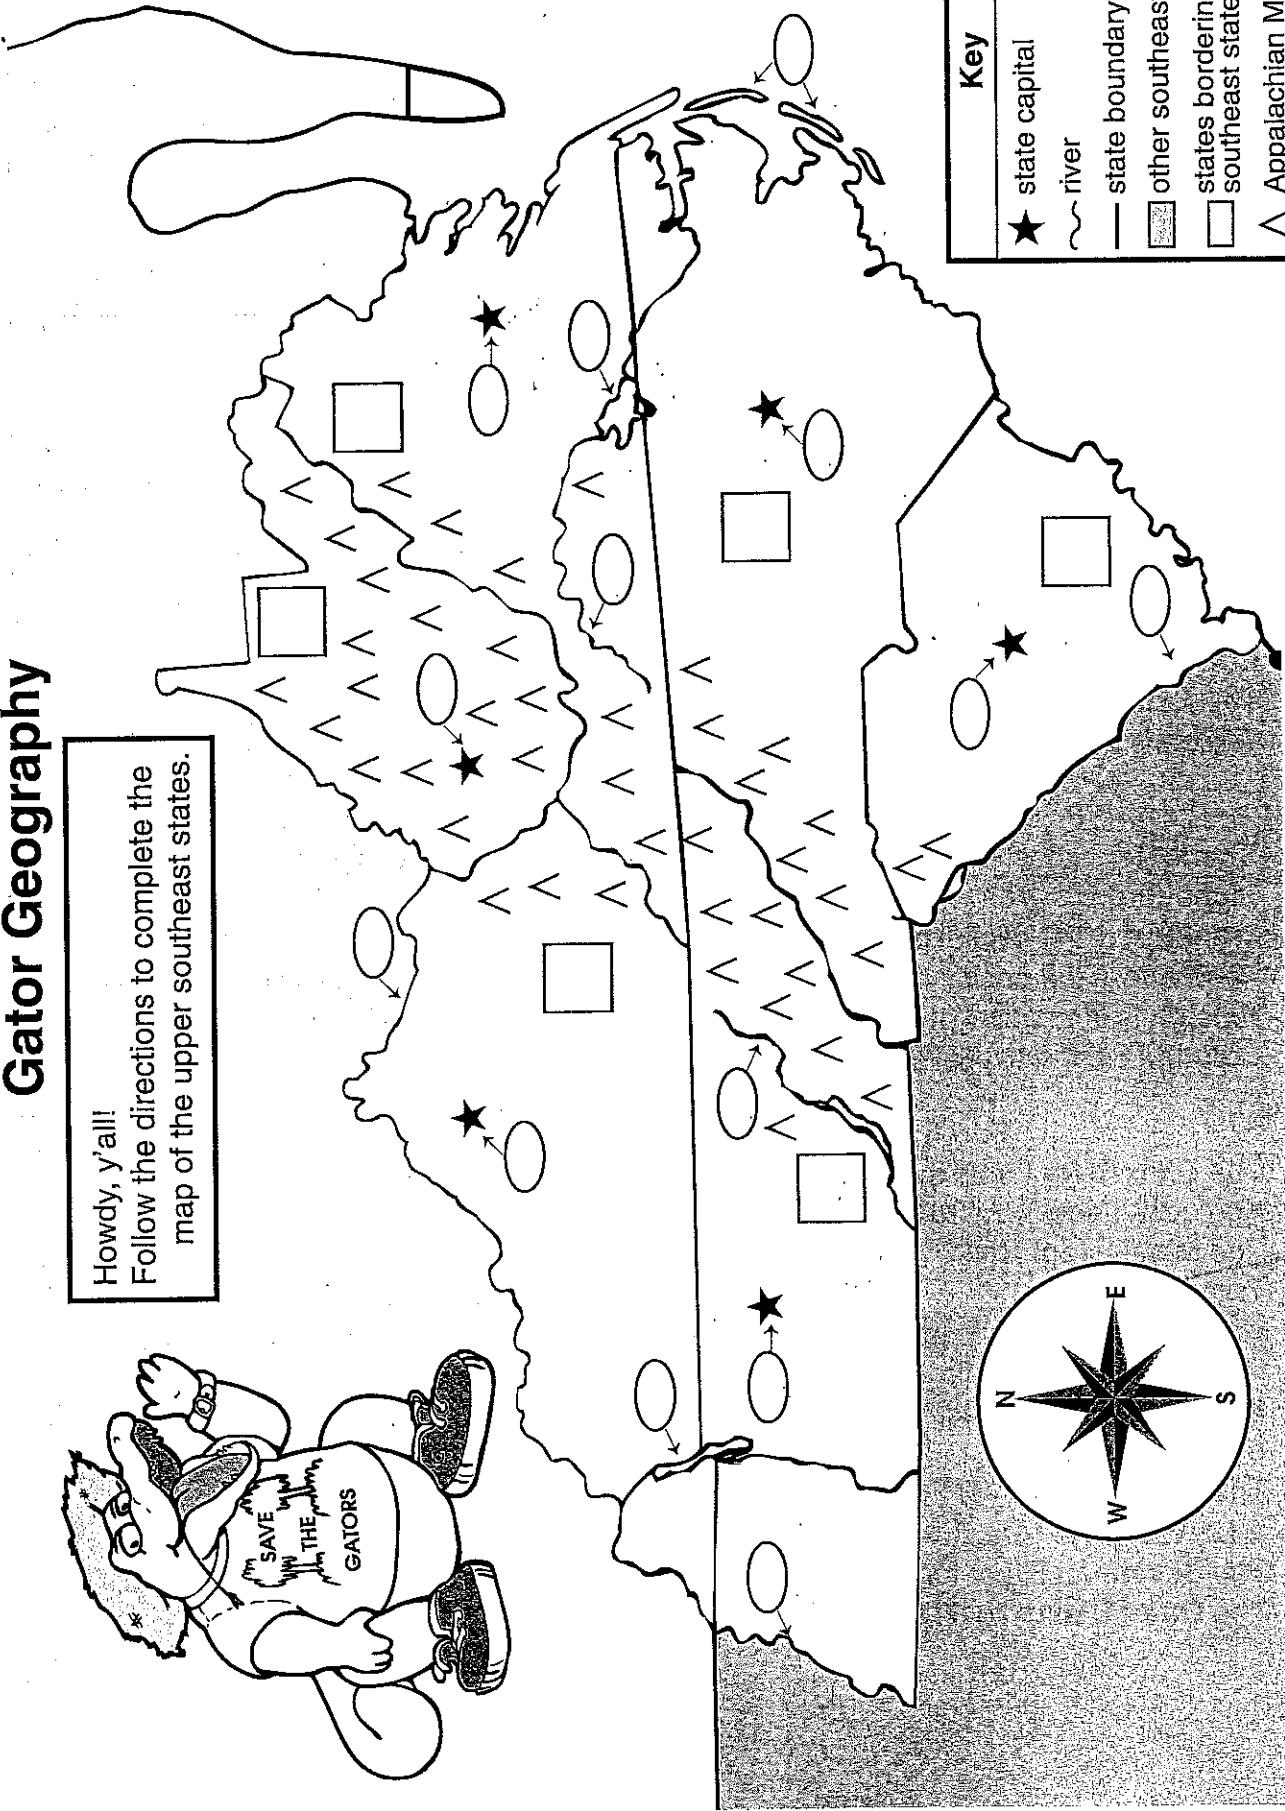 Gator Geography
Howdy, y'all!
Follow the directions to complete the
map of the upper southeast states.
SAVE
THE
GATORS
N
W
E
S
Key
state capital
river
state boundary
other southeas
states borderin
southeast state
Appalachian M